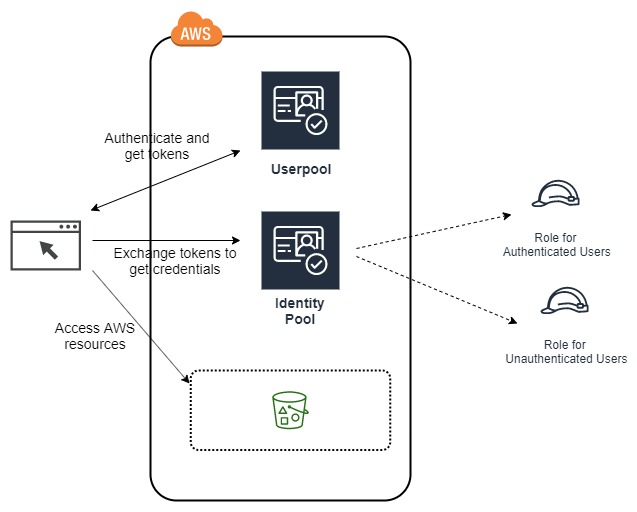 AWS
Authenticate and
get tokens
Userpool
Exchange tokens to
get credentials
Identity
Pool
Role for
Authenticated Users
Access AWS
resources
Role for
Unauthenticated Users